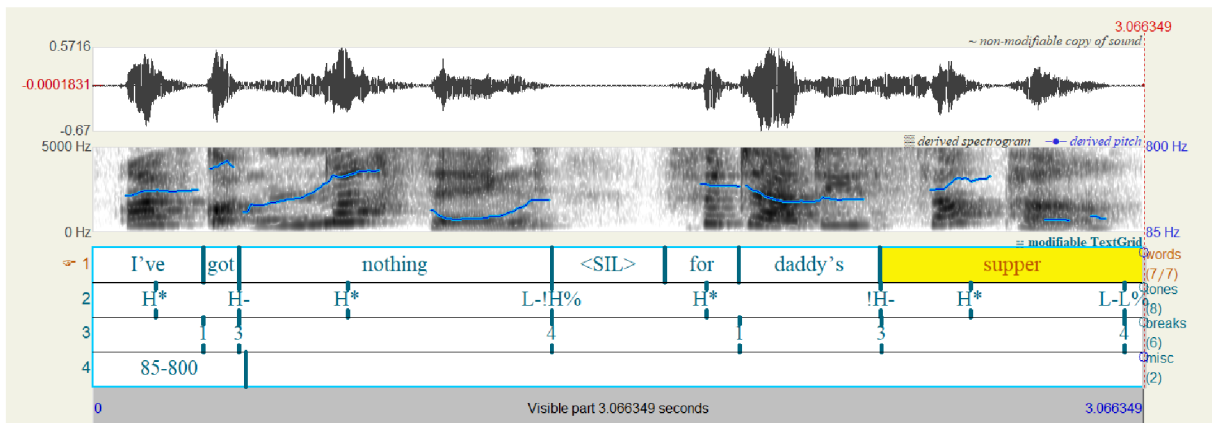 3.066349
0.5716
~ non-modifiable copy of sound
-0.0001831
-0.67
5000 Hz
derived spectrogram derived pitch
800 Hz
0 Hz
85 Hz
modifiable TextGrid
1 I've got nothing <SIL> for daddy's supper words (7/7)
2 H* H- H* L-!H% H* !H- H* L-L% tones (8)
3 1 3 4 1 3 4 breaks (6)
4 85-800 misc (2)
0 Visible part 3.066349 seconds 3.066349